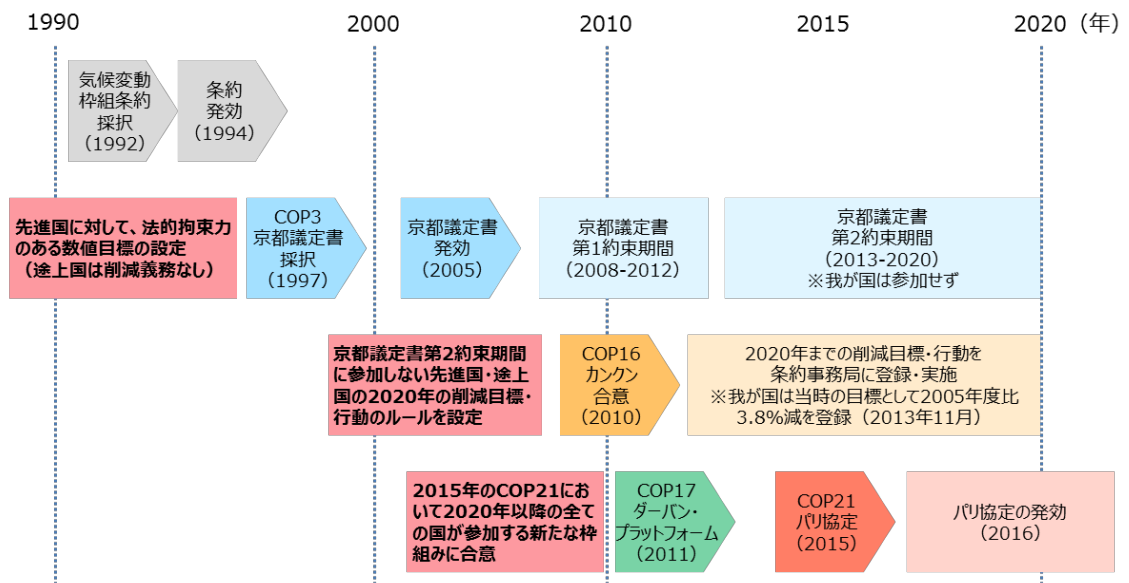 1990
2000
2010
2015
2020（年）
気候変動
枠組条約
採択
（1992）
条約
発効
（1994）
先進国に対して、法的拘束力
のある数値目標の設定
（途上国は削減義務なし）
COP3
京都議定書
採択
（1997）
京都議定書
発効
（2005）
京都議定書
第1約束期間
（2008-2012）
京都議定書
第2約束期間
（2013-2020）
※我が国は参加せず
京都議定書第2約束期間
に参加しない先進国・途上
国の2020年の削減目標・
行動のルールを設定
COP16
カンクン
合意
（2010）
2020年までの削減目標・行動を
条約事務局に登録・実施
※我が国は当時の目標として2005年度比
3.8％減を登録（2013年11月）
2015年のCOP21にお
いて2020年以降の全て
の国が参加する新たな枠
組みに合意
COP17
ダーバン・
プラットフォーム
（2011）
COP21
パリ協定
（2015）
パリ協定の発効
（2016）